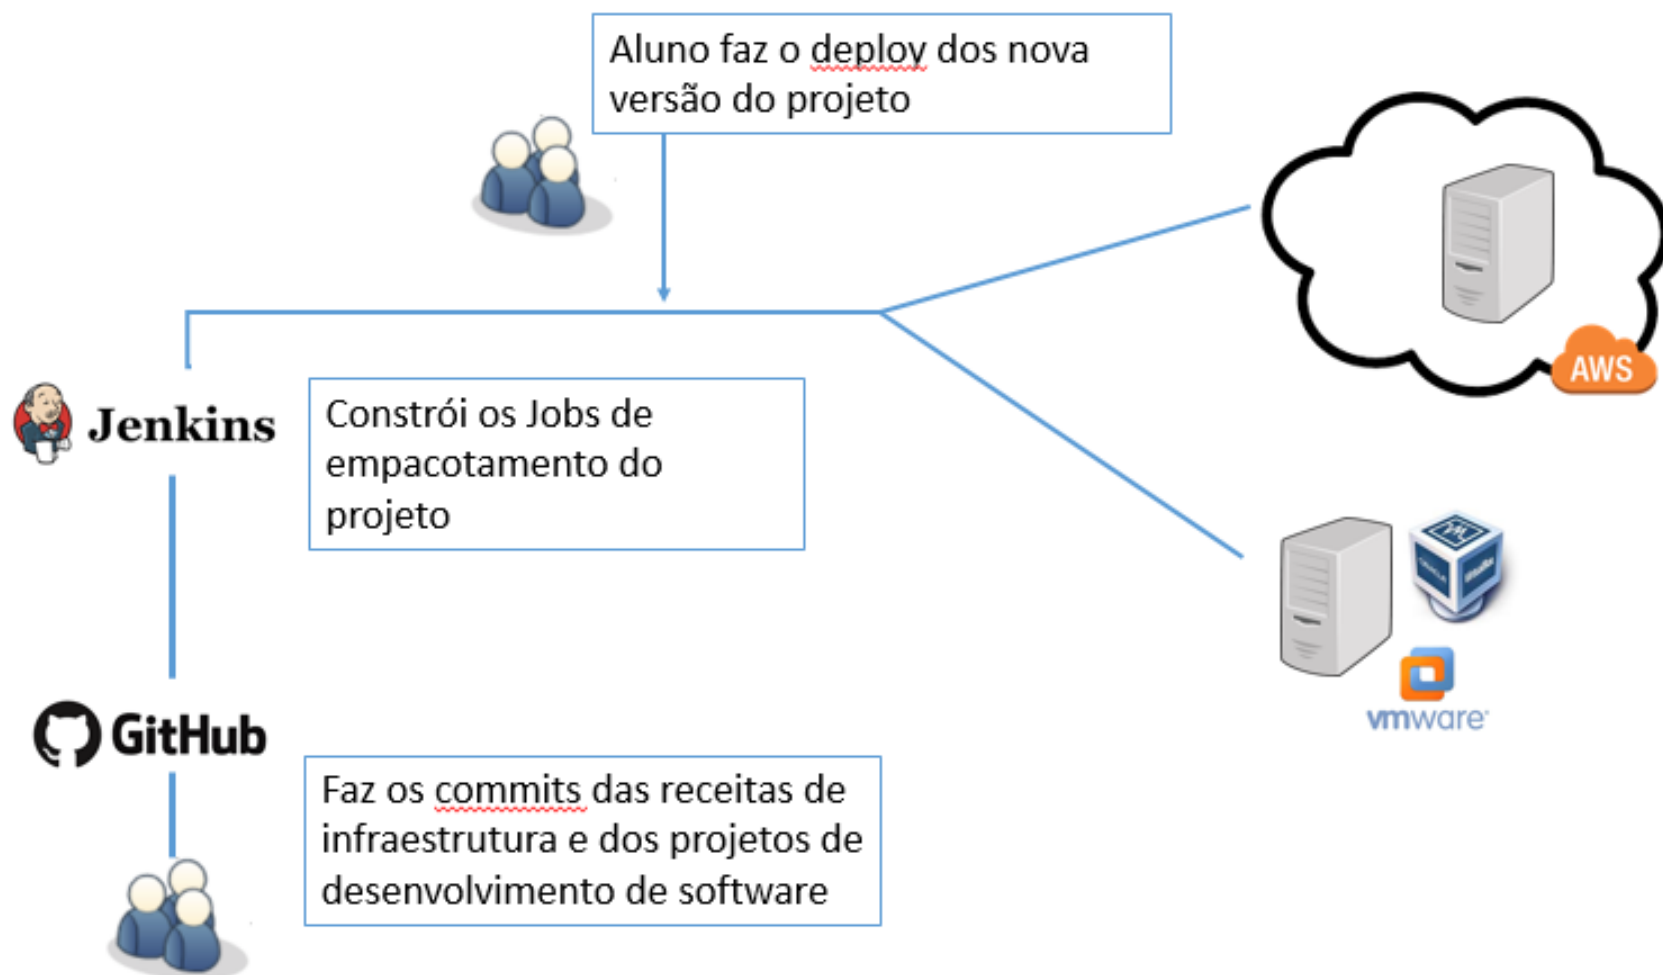 Aluno faz o deploy dos nova
versão do projeto
AWS
Jenkins
Constrói os Jobs de
empacotamento do
projeto
vmware
GitHub
Faz os commits das receitas de
infraestrutura e dos projetos de
desenvolvimento de software